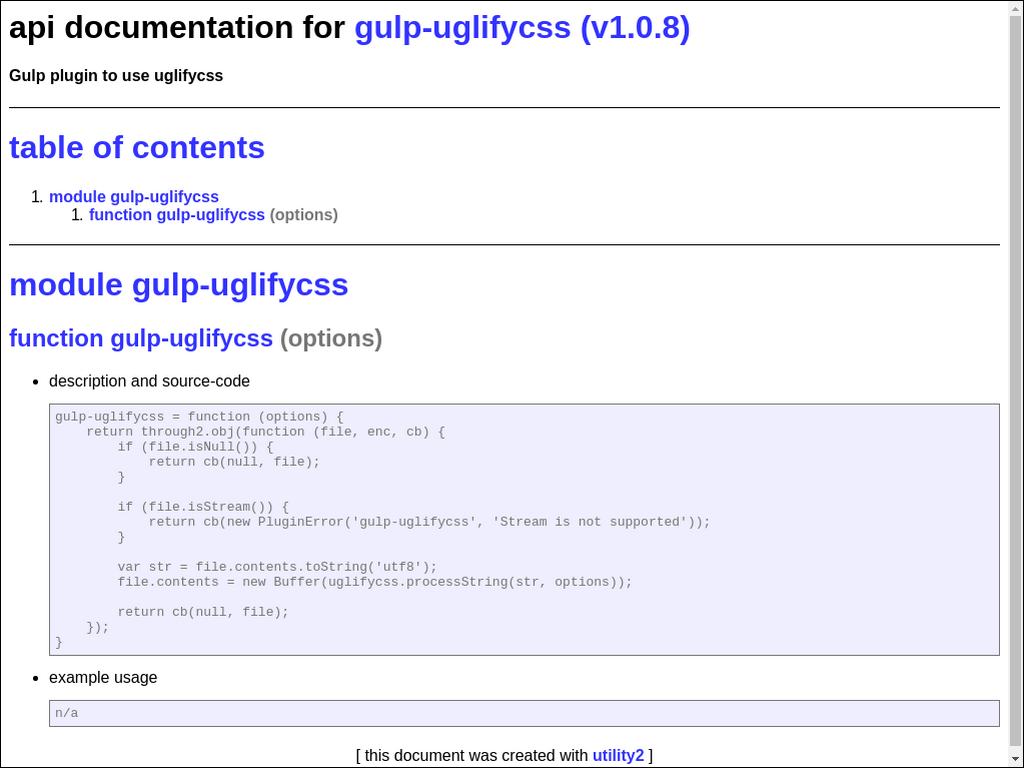 api documentation for gulp-uglifycss (v1.0.8)
Gulp plugin to use uglifycss
table of contents
1. module gulp-uglifycss
1. function gulp-uglifycss (options)
module gulp-uglifycss
function gulp-uglifycss (options)
• description and source-code
gulp-uglifycss = function (options) {
    return through2.obj(function (file, enc, cb) {
        if (file.isNull()) {
            return cb(null, file);
        }

        if (file.isStream()) {
            return cb(new PluginError('gulp-uglifycss', 'Stream is not supported'));
        }

        var str = file.contents.toString('utf8');
        file.contents = new Buffer(uglifycss.processString(str, options));

        return cb(null, file);
    });
}
• example usage
n/a
[ this document was created with utility2 ]